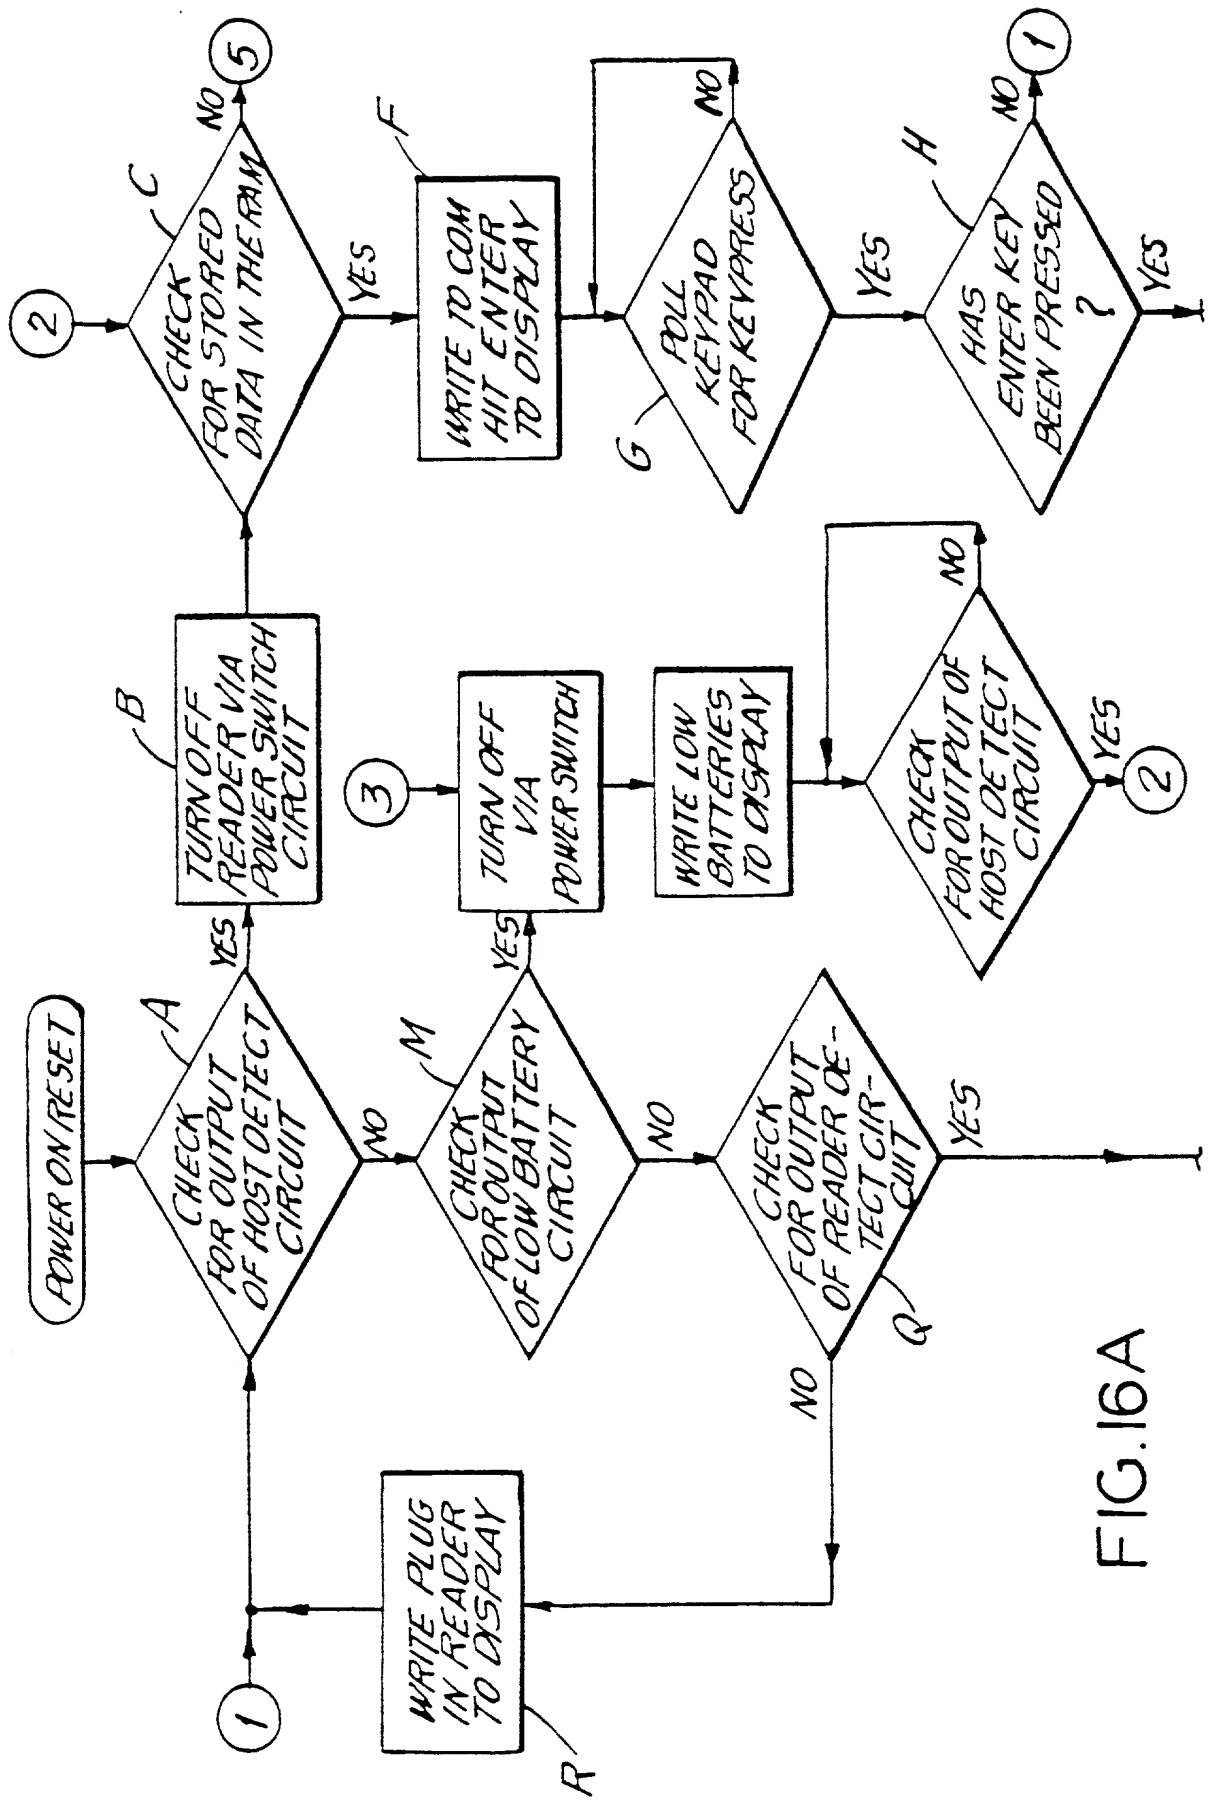 POWER ON RESET
1
A
CHECK
FOR OUTPUT
OF HOST DETECT
CIRCUIT
YES
NO
B
TURN OFF
READER VIA
POWER SWITCH
CIRCUIT
2
C
CHECK
FOR STORED
DATA IN THE RAM
NO
5
YES
R
WRITE PLUG
IN READER
TO DISPLAY
M
CHECK
FOR OUTPUT
OF LOW BATTERY
CIRCUIT
YES
NO
3
TURN OFF
VIA
POWER SWITCH
F
WRITE TO COM
HIT ENTER
TO DISPLAY
WRITE LOW
BATTERIES
TO DISPLAY
G
POLL
KEYPAD
FOR KEYPRESS
NO
YES
NO
Q
CHECK
FOR OUTPUT
OF READER DE-
TECT CIR-
CUIT
YES
CHECK
FOR OUTPUT OF
HOST DETECT
CIRCUIT
NO
YES
2
H
HAS
ENTER KEY
BEEN PRESSED
?
NO
1
YES
FIG.16A